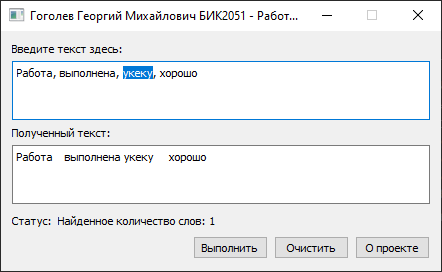 Гоголев Георгий Михайлович БИК2051 - Работ...
Введите текст здесь:
Работа, выполнена, укеку, хорошо
Полученный текст:
Работа    выполнена укеку    хорошо
Статус: Найденное количество слов: 1
Выполнить Очистить О проекте